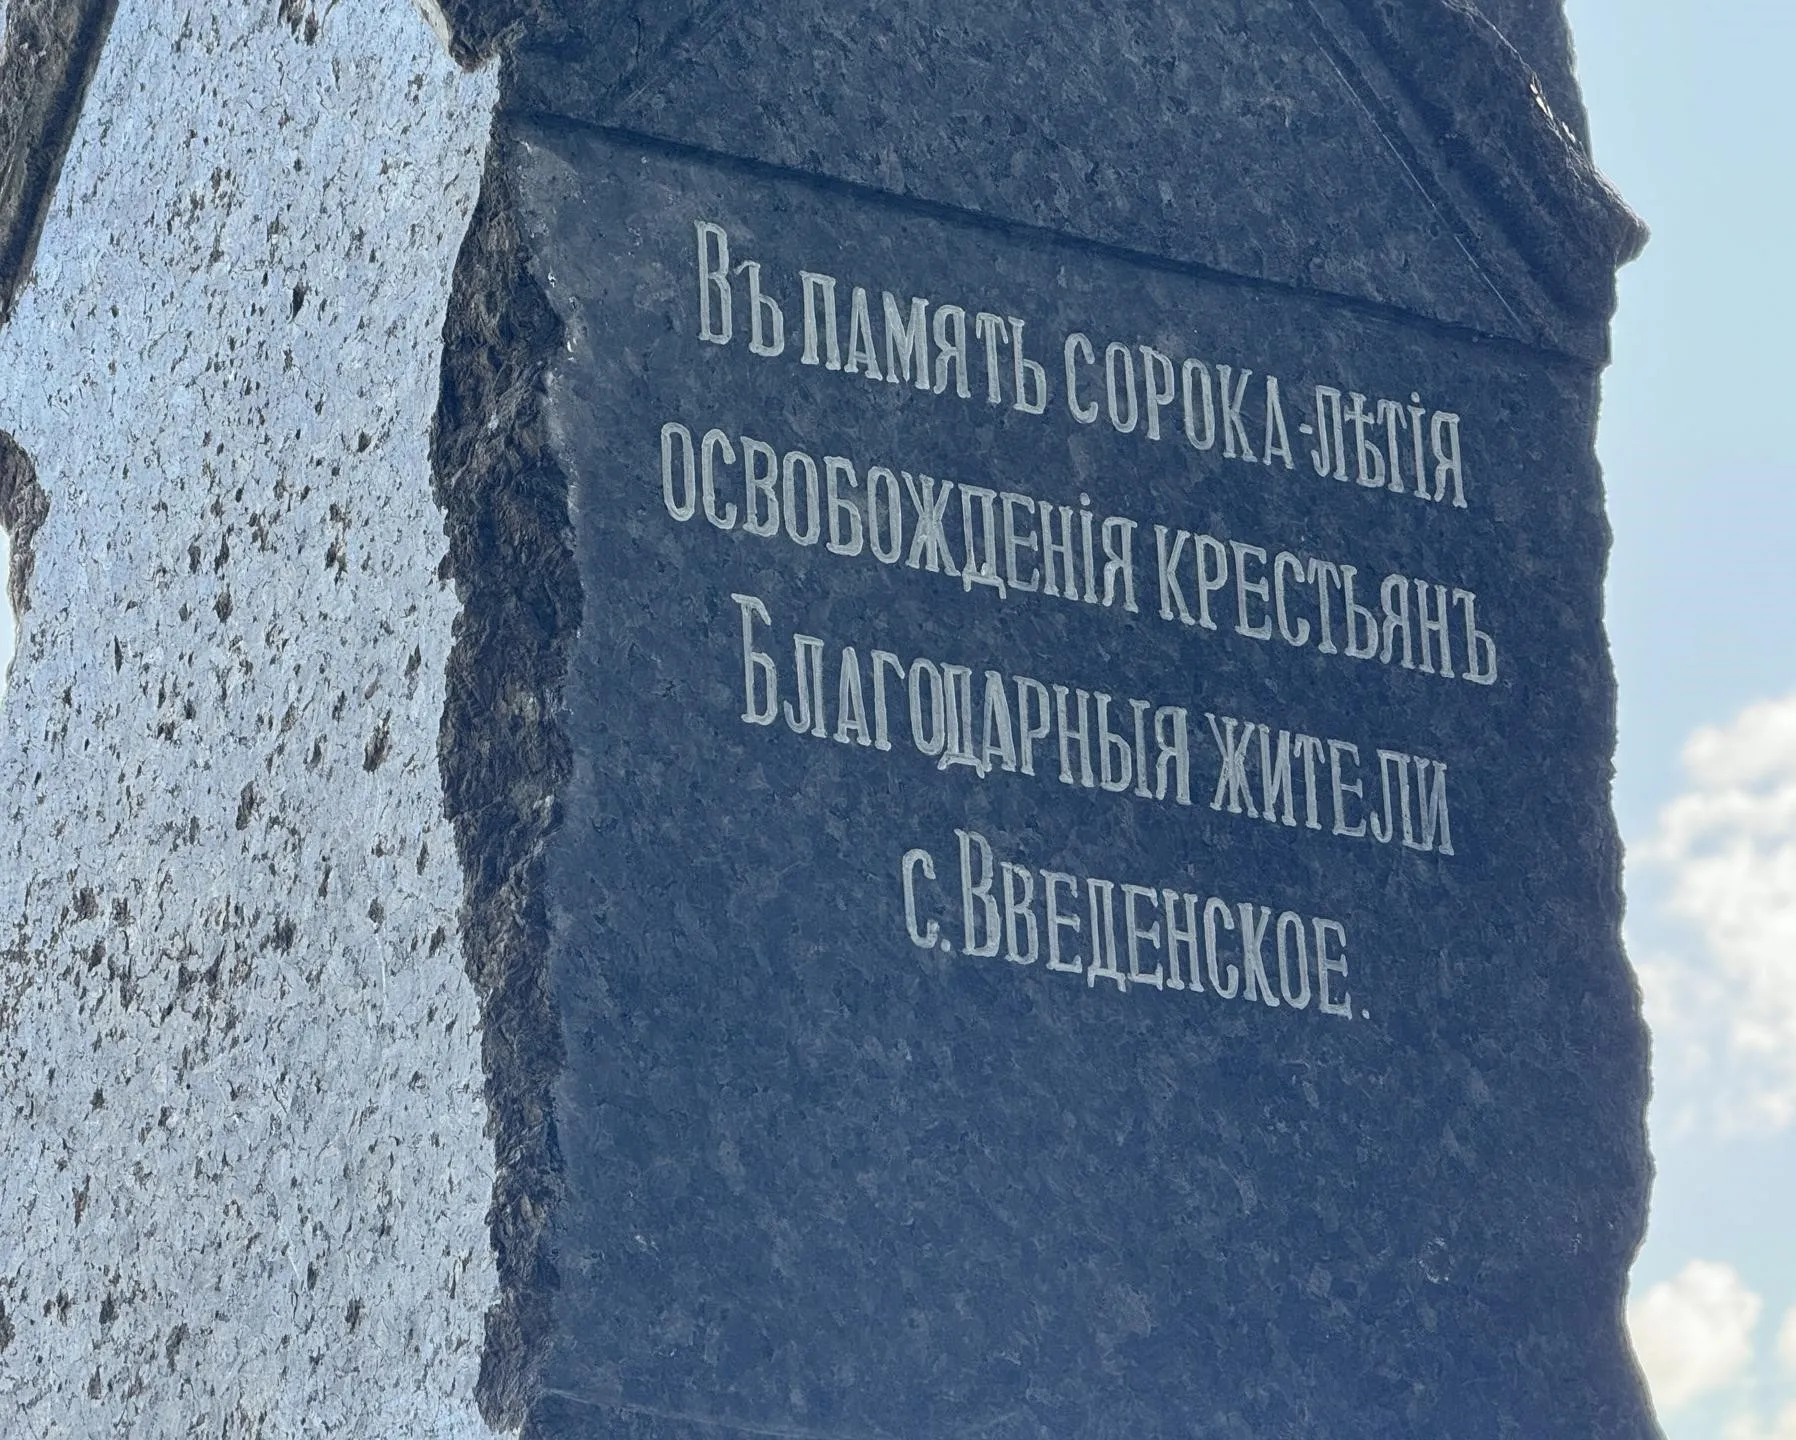 Въ память сорока-лѣтія
освобожденія крестьянъ
Благодарныя жители
с. Введенское.